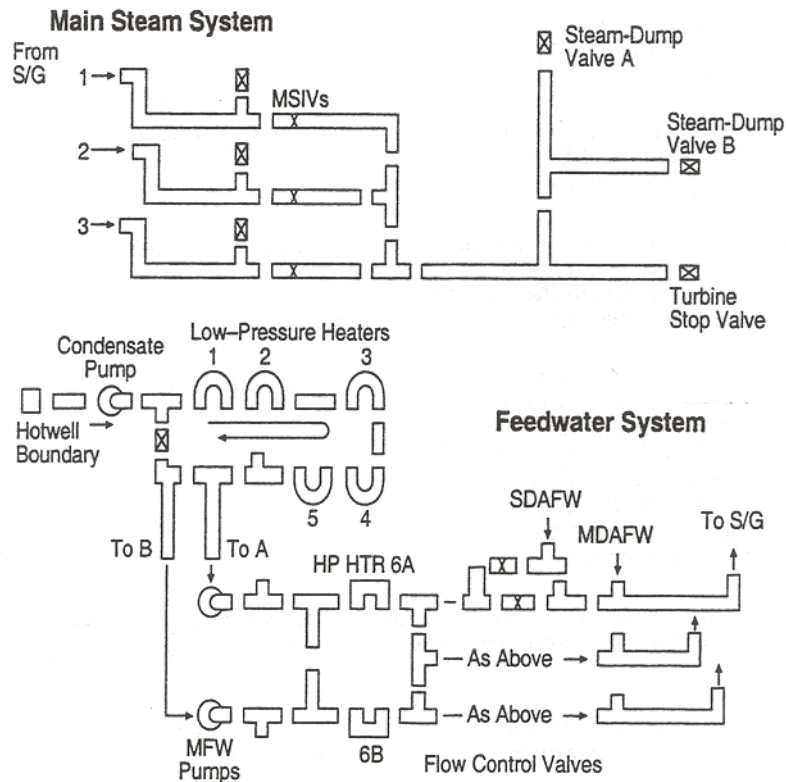 Main Steam System
From
S/G
1
2
3
MSIVs
Steam-Dump
Valve A
Steam-Dump
Valve B
Turbine
Stop Valve
Low–Pressure Heaters
1
2
3
Condensate
Pump
Hotwell
Boundary
5
4
To B
To A
Feedwater System
SDAFW
MDAFW
To S/G
HP HTR 6A
As Above
As Above
MFW
Pumps
6B
Flow Control Valves